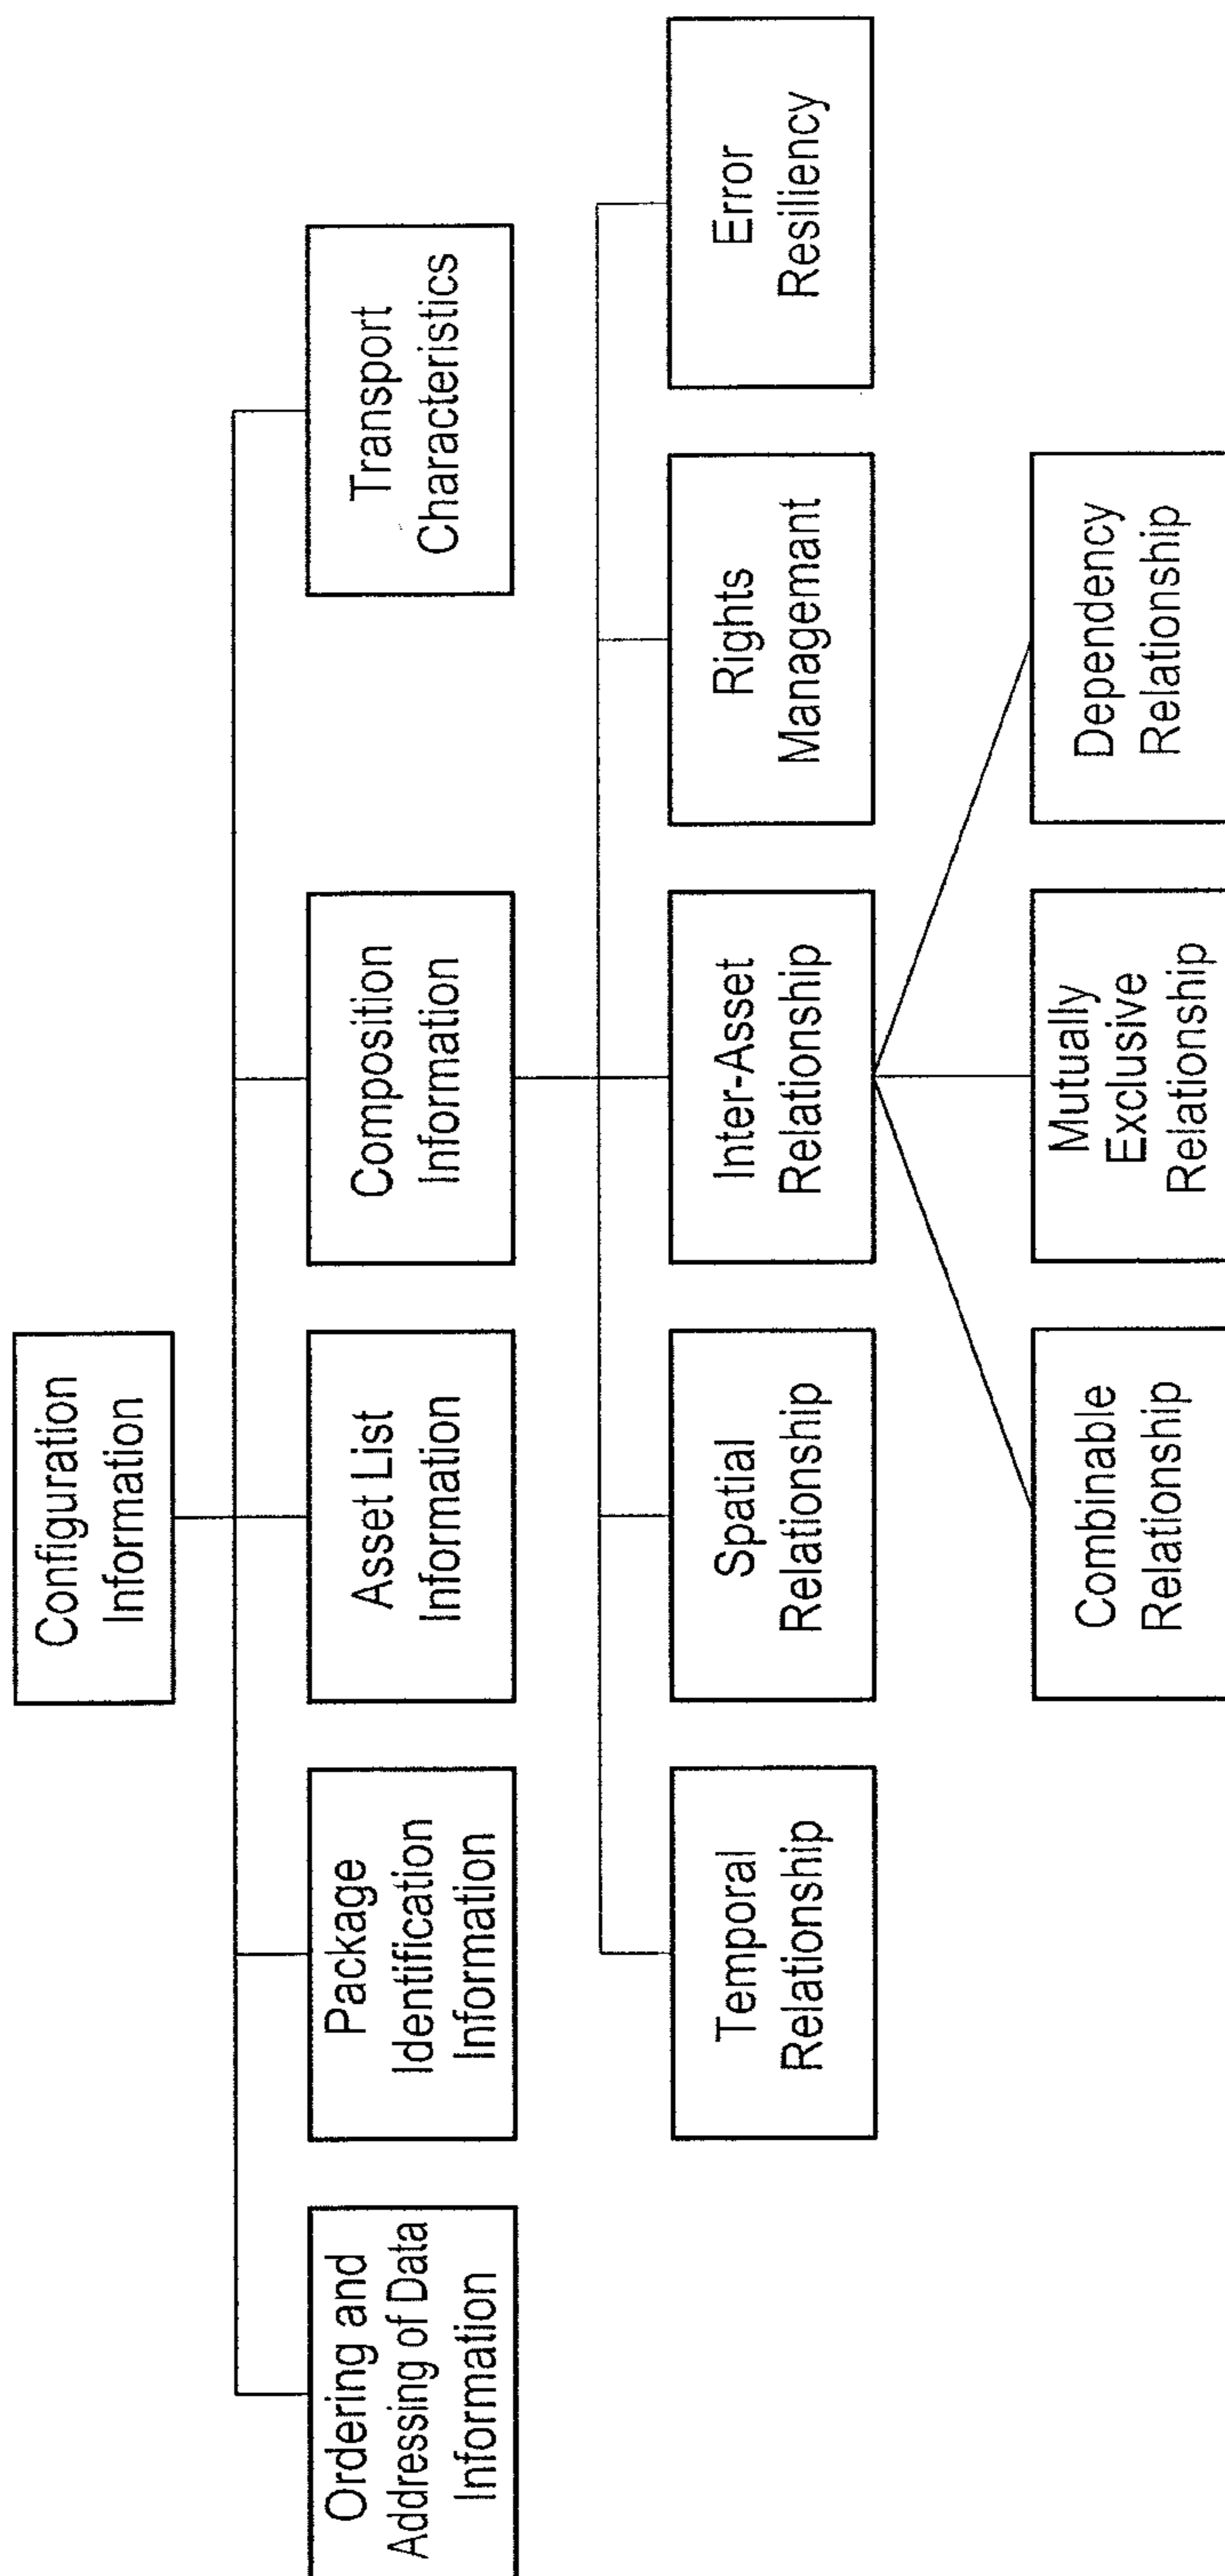 Configuration
Information
Ordering and
Addressing of Data
Information
Package
Identification
Information
Asset List
Information
Composition
Information
Transport
Characteristics
Temporal
Relationship
Spatial
Relationship
Inter-Asset
Relationship
Rights
Managemant
Error
Resiliency
Combinable
Relationship
Mutually
Exclusive
Relationship
Dependency
Relationship